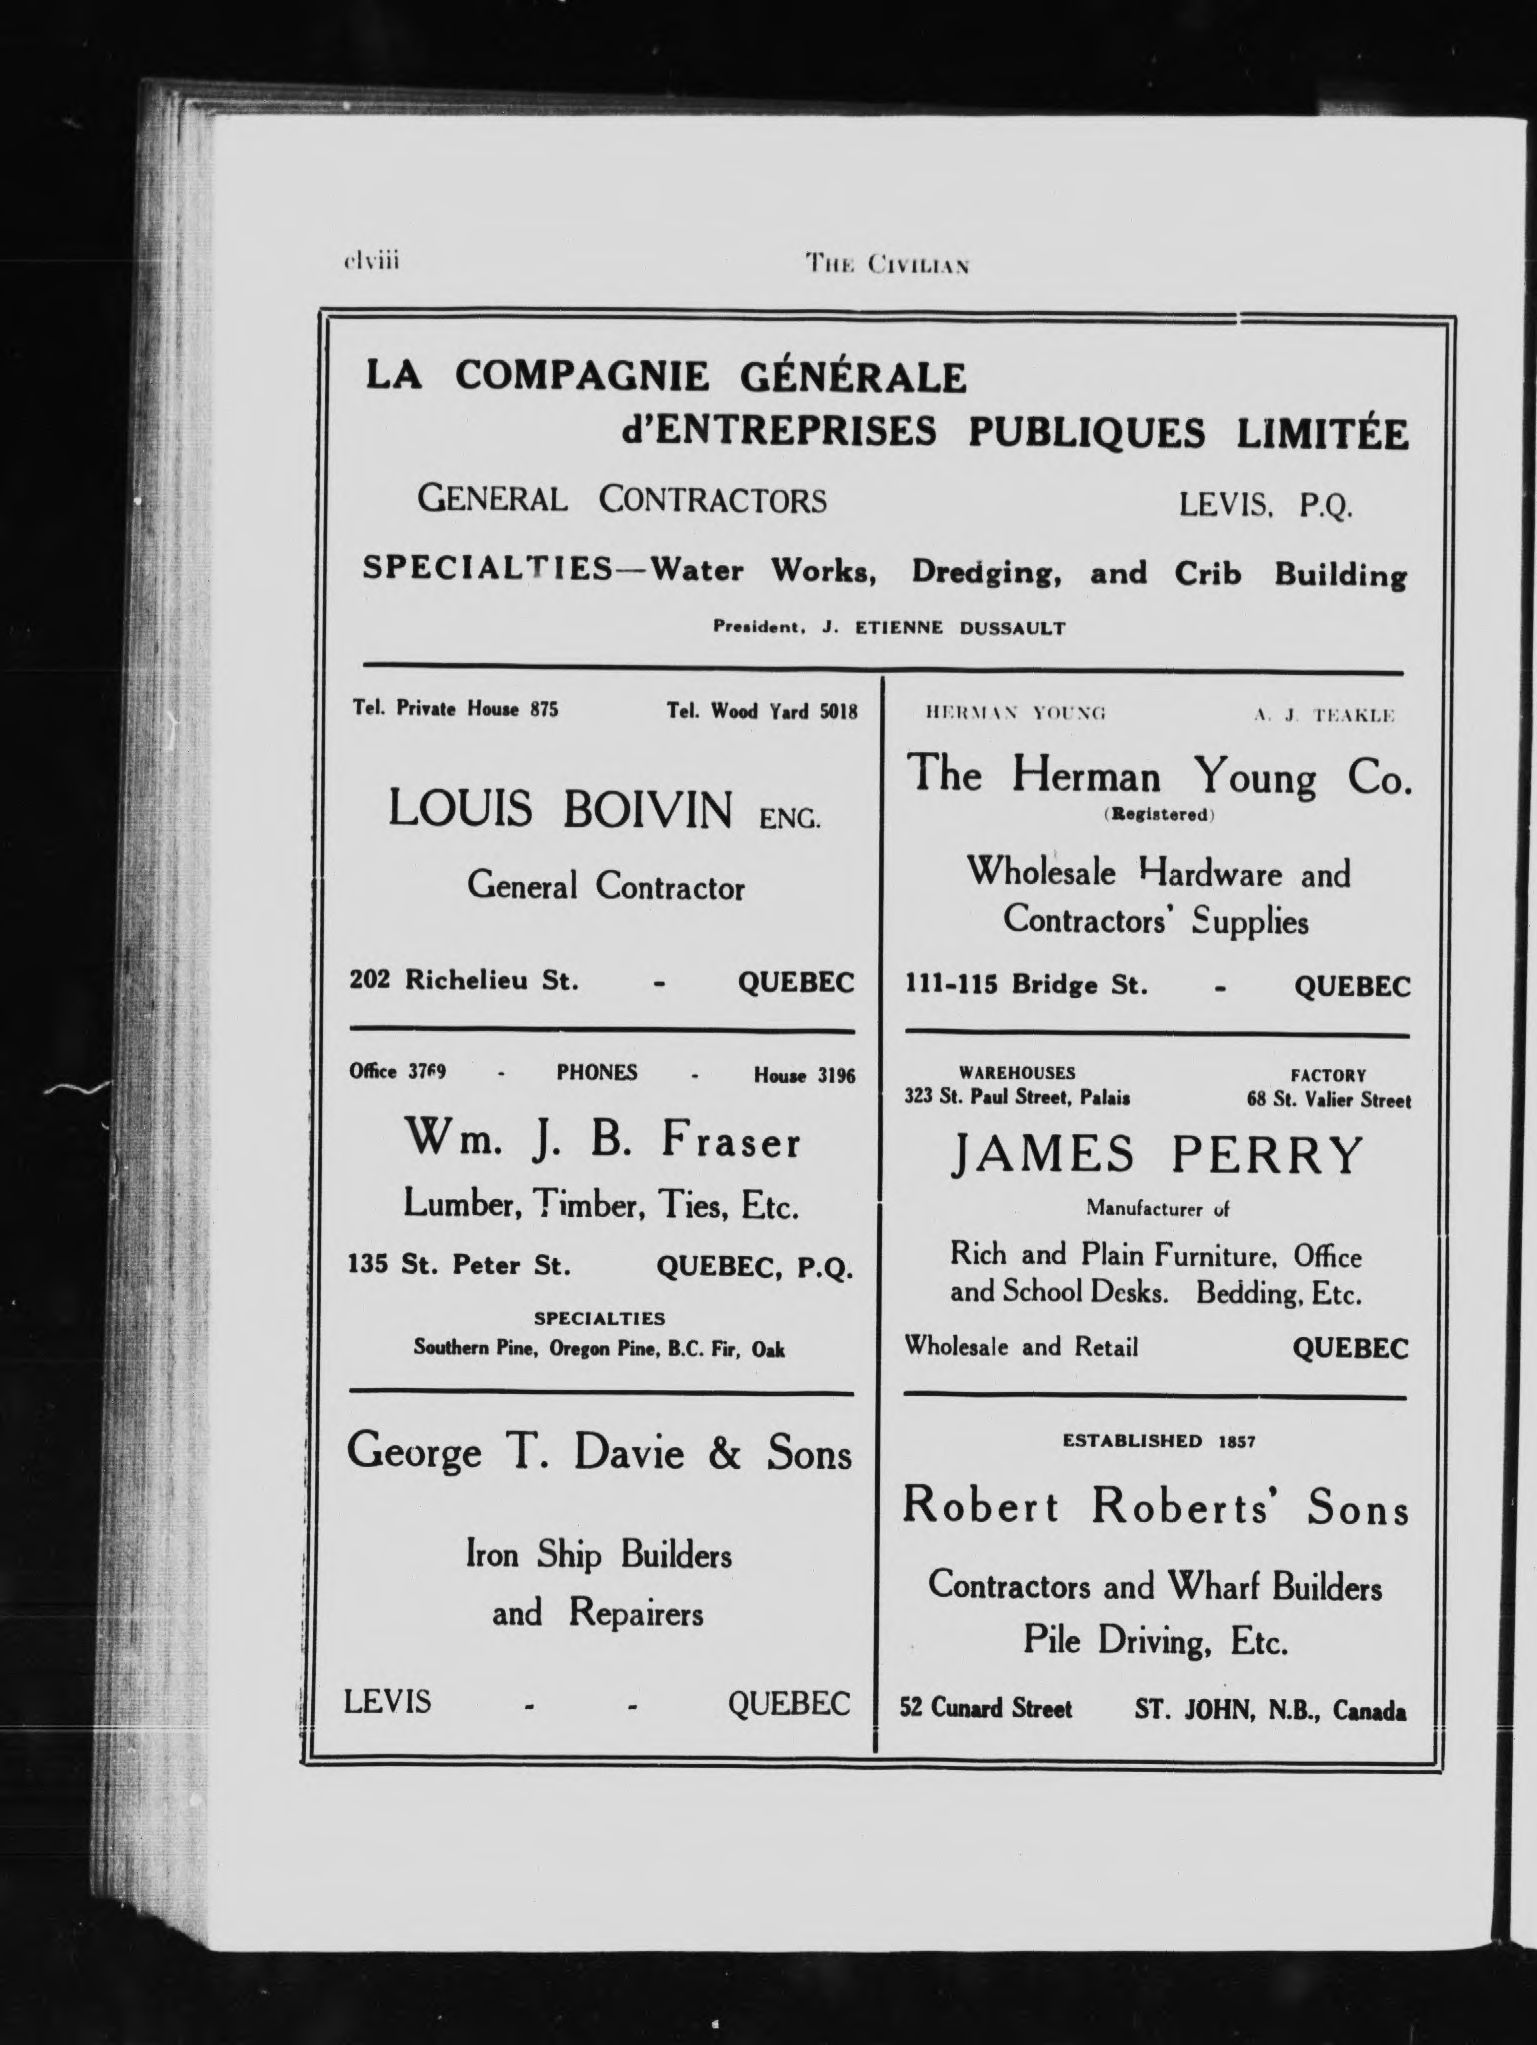 clviii THE CIVILIAN
LA COMPAGNIE GÉNÉRALE
d'ENTREPRISES PUBLIQUES LIMITÉE
GENERAL CONTRACTORS LEVIS, P.Q.
SPECIALTIES—Water Works, Dredging, and Crib Building
President, J. ETIENNE DUSSAULT
Tel. Private House 875 Tel. Wood Yard 5018
LOUIS BOIVIN ENG.
General Contractor
202 Richelieu St. - QUEBEC
HERMAN YOUNG A. J. TEAKLE
The Herman Young Co.
(Registered)
Wholesale Hardware and
Contractors' Supplies
111-115 Bridge St. - QUEBEC
Office 3769 - PHONES - House 3196
Wm. J. B. Fraser
Lumber, Timber, Ties, Etc.
135 St. Peter St. QUEBEC, P.Q.
SPECIALTIES
Southern Pine, Oregon Pine, B.C. Fir, Oak
WAREHOUSES FACTORY
323 St. Paul Street, Palais 68 St. Valier Street
JAMES PERRY
Manufacturer of
Rich and Plain Furniture, Office
and School Desks. Bedding, Etc.
Wholesale and Retail QUEBEC
George T. Davie & Sons
Iron Ship Builders
and Repairers
LEVIS - - QUEBEC
ESTABLISHED 1857
Robert Roberts' Sons
Contractors and Wharf Builders
Pile Driving, Etc.
52 Cunard Street ST. JOHN, N.B., Canada